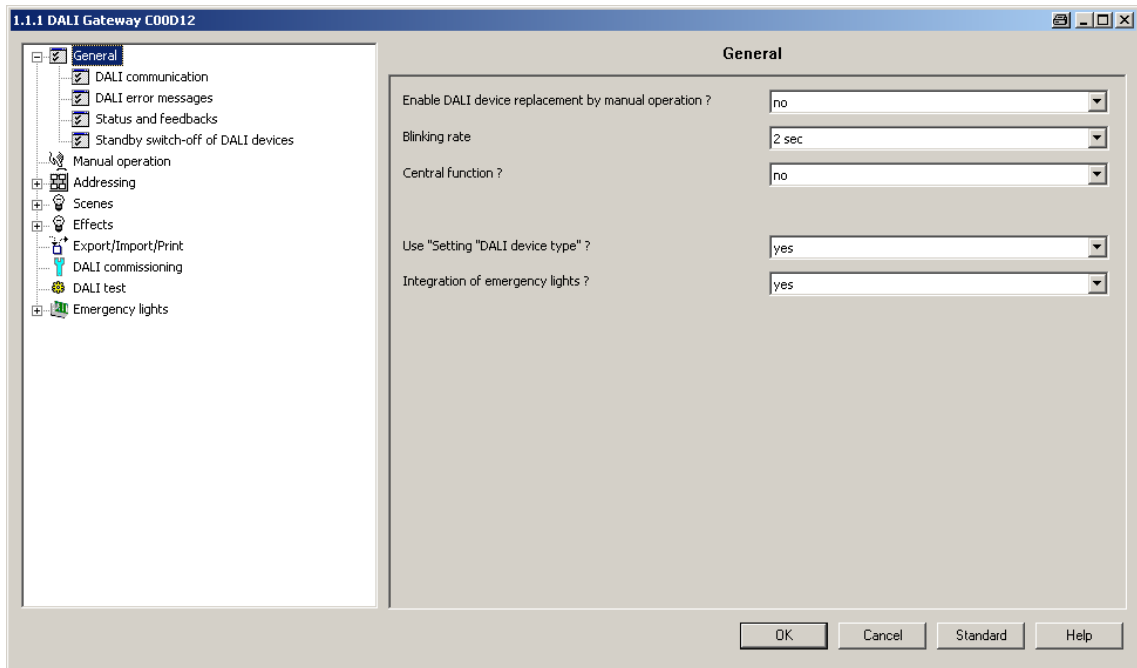 1.1.1 DALI Gateway C00D12
General
DALI communication
DALI error messages
Status and feedbacks
Standby switch-off of DALI devices
Manual operation
Addressing
Scenes
Effects
Export/Import/Print
DALI commissioning
DALI test
Emergency lights
General
Enable DALI device replacement by manual operation ? no
Blinking rate 2 sec
Central function ? no
Use "Setting "DALI device type" ? yes
Integration of emergency lights ? yes
OK Cancel Standard Help